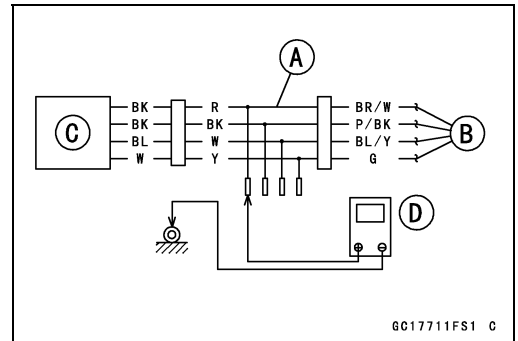 A
BK R BR/W
BK BK P/BK
C BL W BL/Y B
W Y G
D
⊕ ⊖
GC17711FS1 C